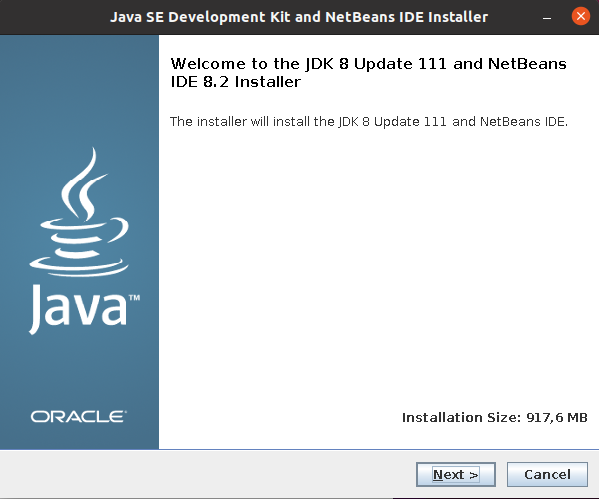 Java SE Development Kit and NetBeans IDE Installer
Welcome to the JDK 8 Update 111 and NetBeans
IDE 8.2 Installer
The installer will install the JDK 8 Update 111 and NetBeans IDE.
Java™
ORACLE
Installation Size: 917,6 MB
Next >
Cancel